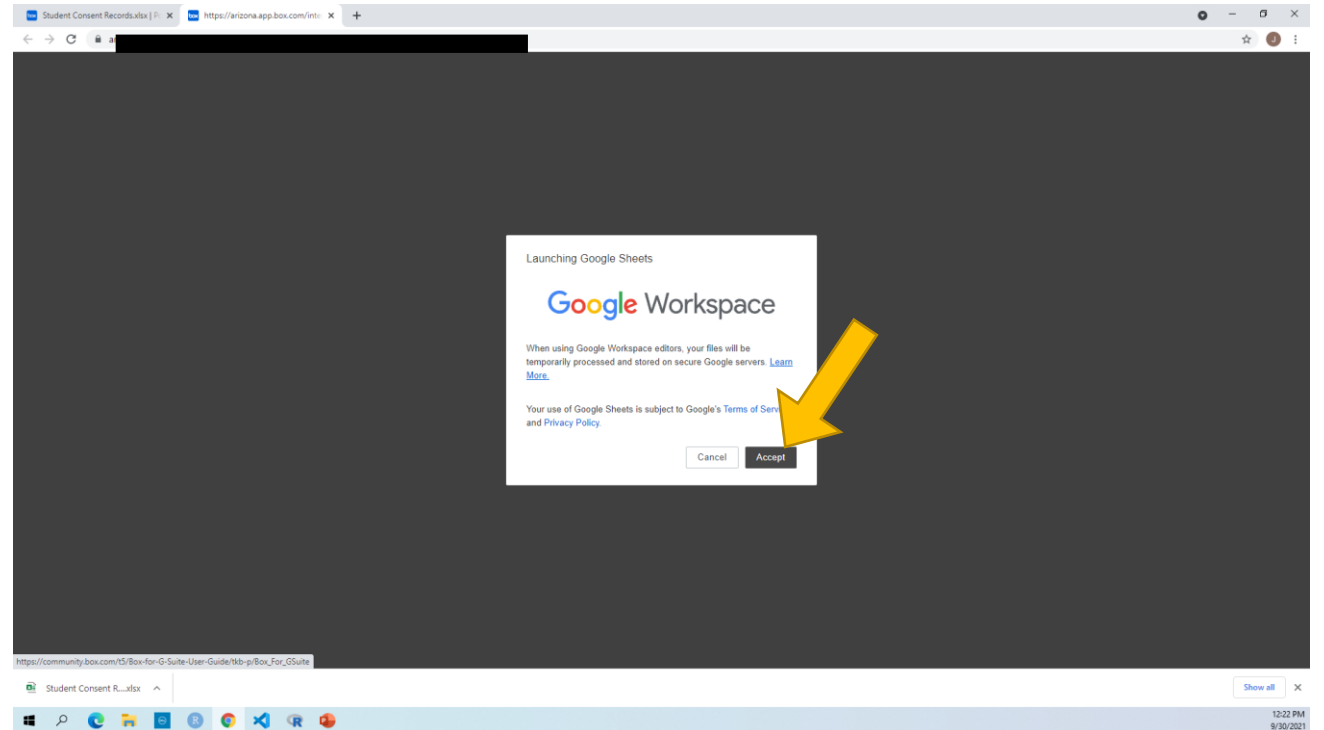 Student Consent Records.xlsx | P
https://arizona.app.box.com/inte
Launching Google Sheets
Google Workspace
When using Google Workspace editors, your files will be
temporarily processed and stored on secure Google servers. Learn
More.
Your use of Google Sheets is subject to Google's Terms of Serv
and Privacy Policy.
Cancel
Accept
https://community.box.com/t5/Box-for-G-Suite-User-Guide/tkb-p/Box_For_GSuite
Student Consent R....xlsx
Show all
12:22 PM
9/30/2021